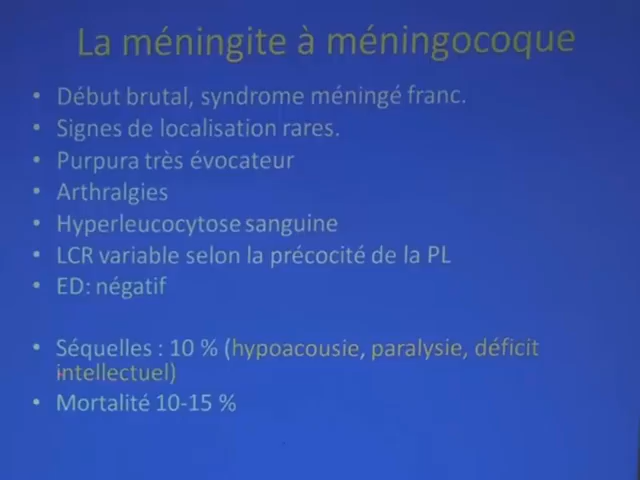 La méningite à méningocoque
• Début brutal, syndrome méningé franc.
• Signes de localisation rares.
• Purpura très évocateur
• Arthralgies
• Hyperleucocytose sanguine
• LCR variable selon la précocité de la PL
• ED: négatif
• Séquelles : 10 % (hypoacousie, paralysie, déficit
intellectuel)
• Mortalité 10-15 %